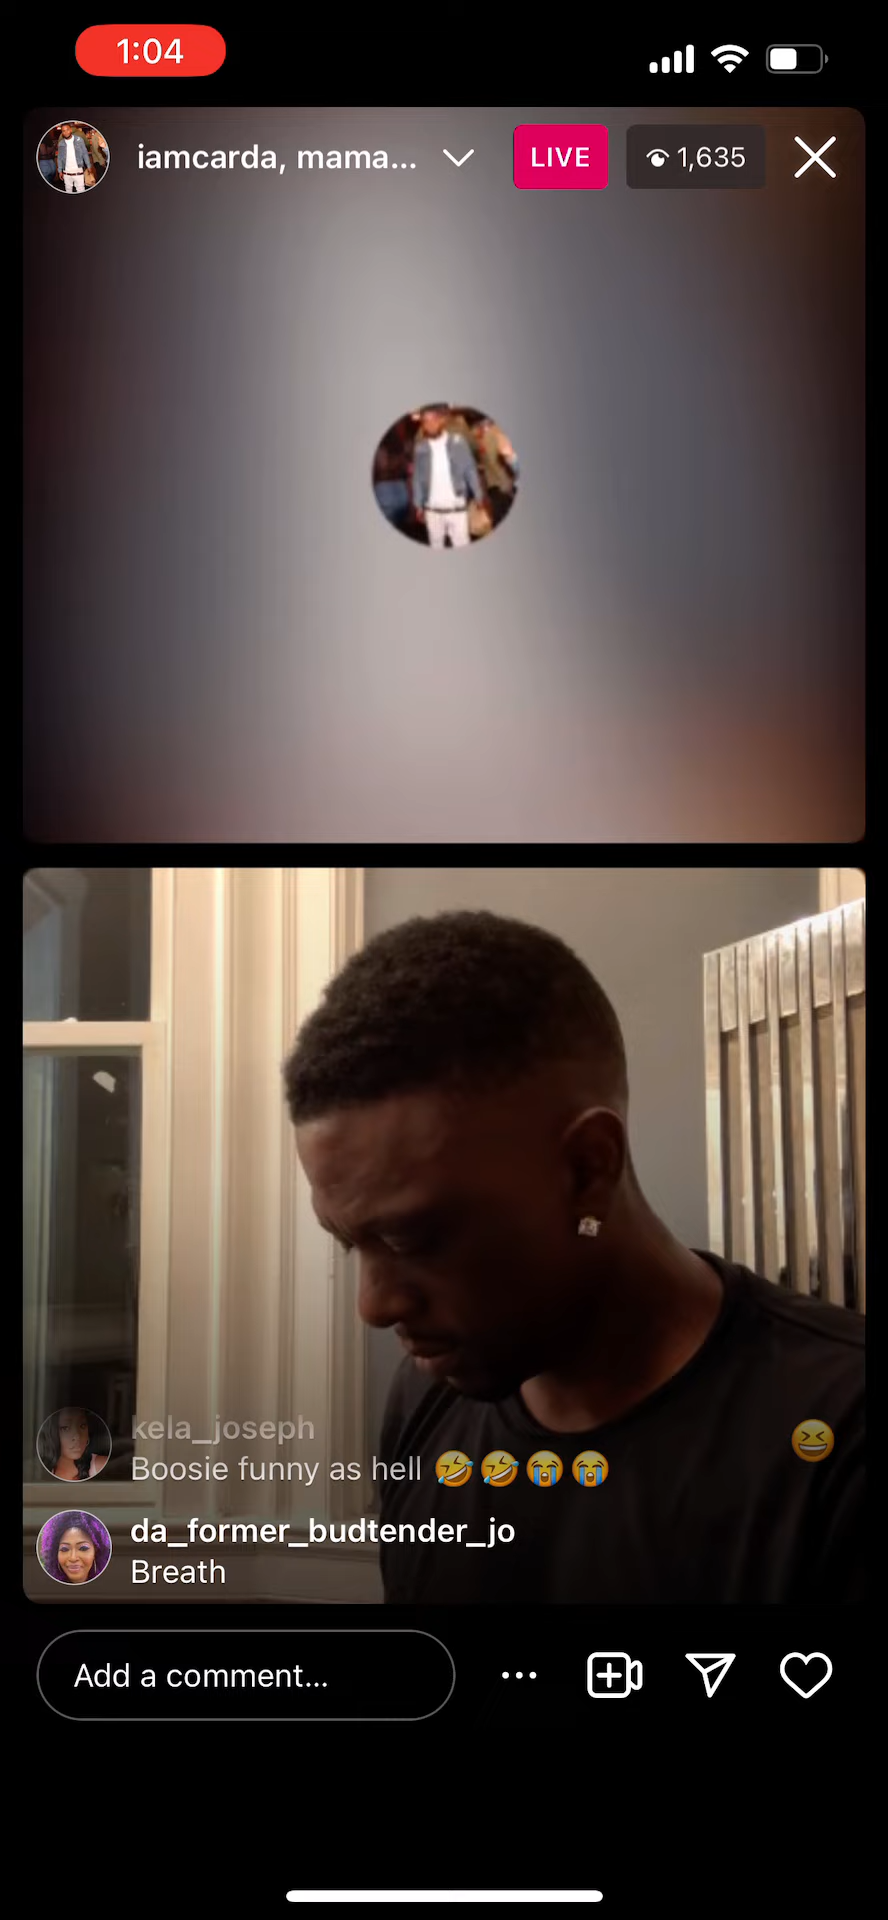 1:04
iamcarda, mama...
LIVE
1,635
kela_joseph
Boosie funny as hell 🤣🤣😭😭
da_former_budtender_jo
Breath
Add a comment...